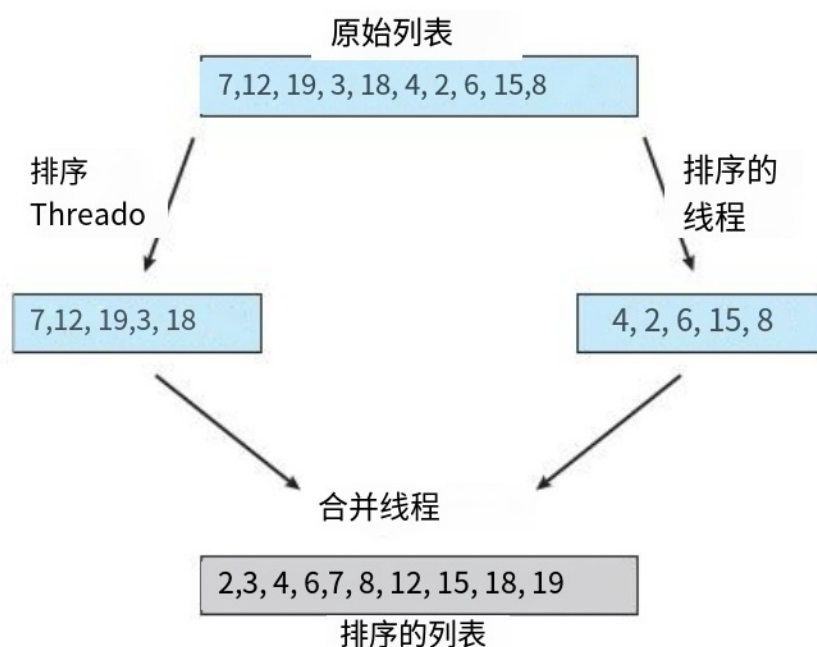 原始列表
7,12, 19, 3, 18, 4, 2, 6, 15,8
排序
Threado
排序的
线程
7,12, 19,3, 18
4, 2, 6, 15, 8
合并线程
2,3, 4, 6,7, 8, 12, 15, 18, 19
排序的列表